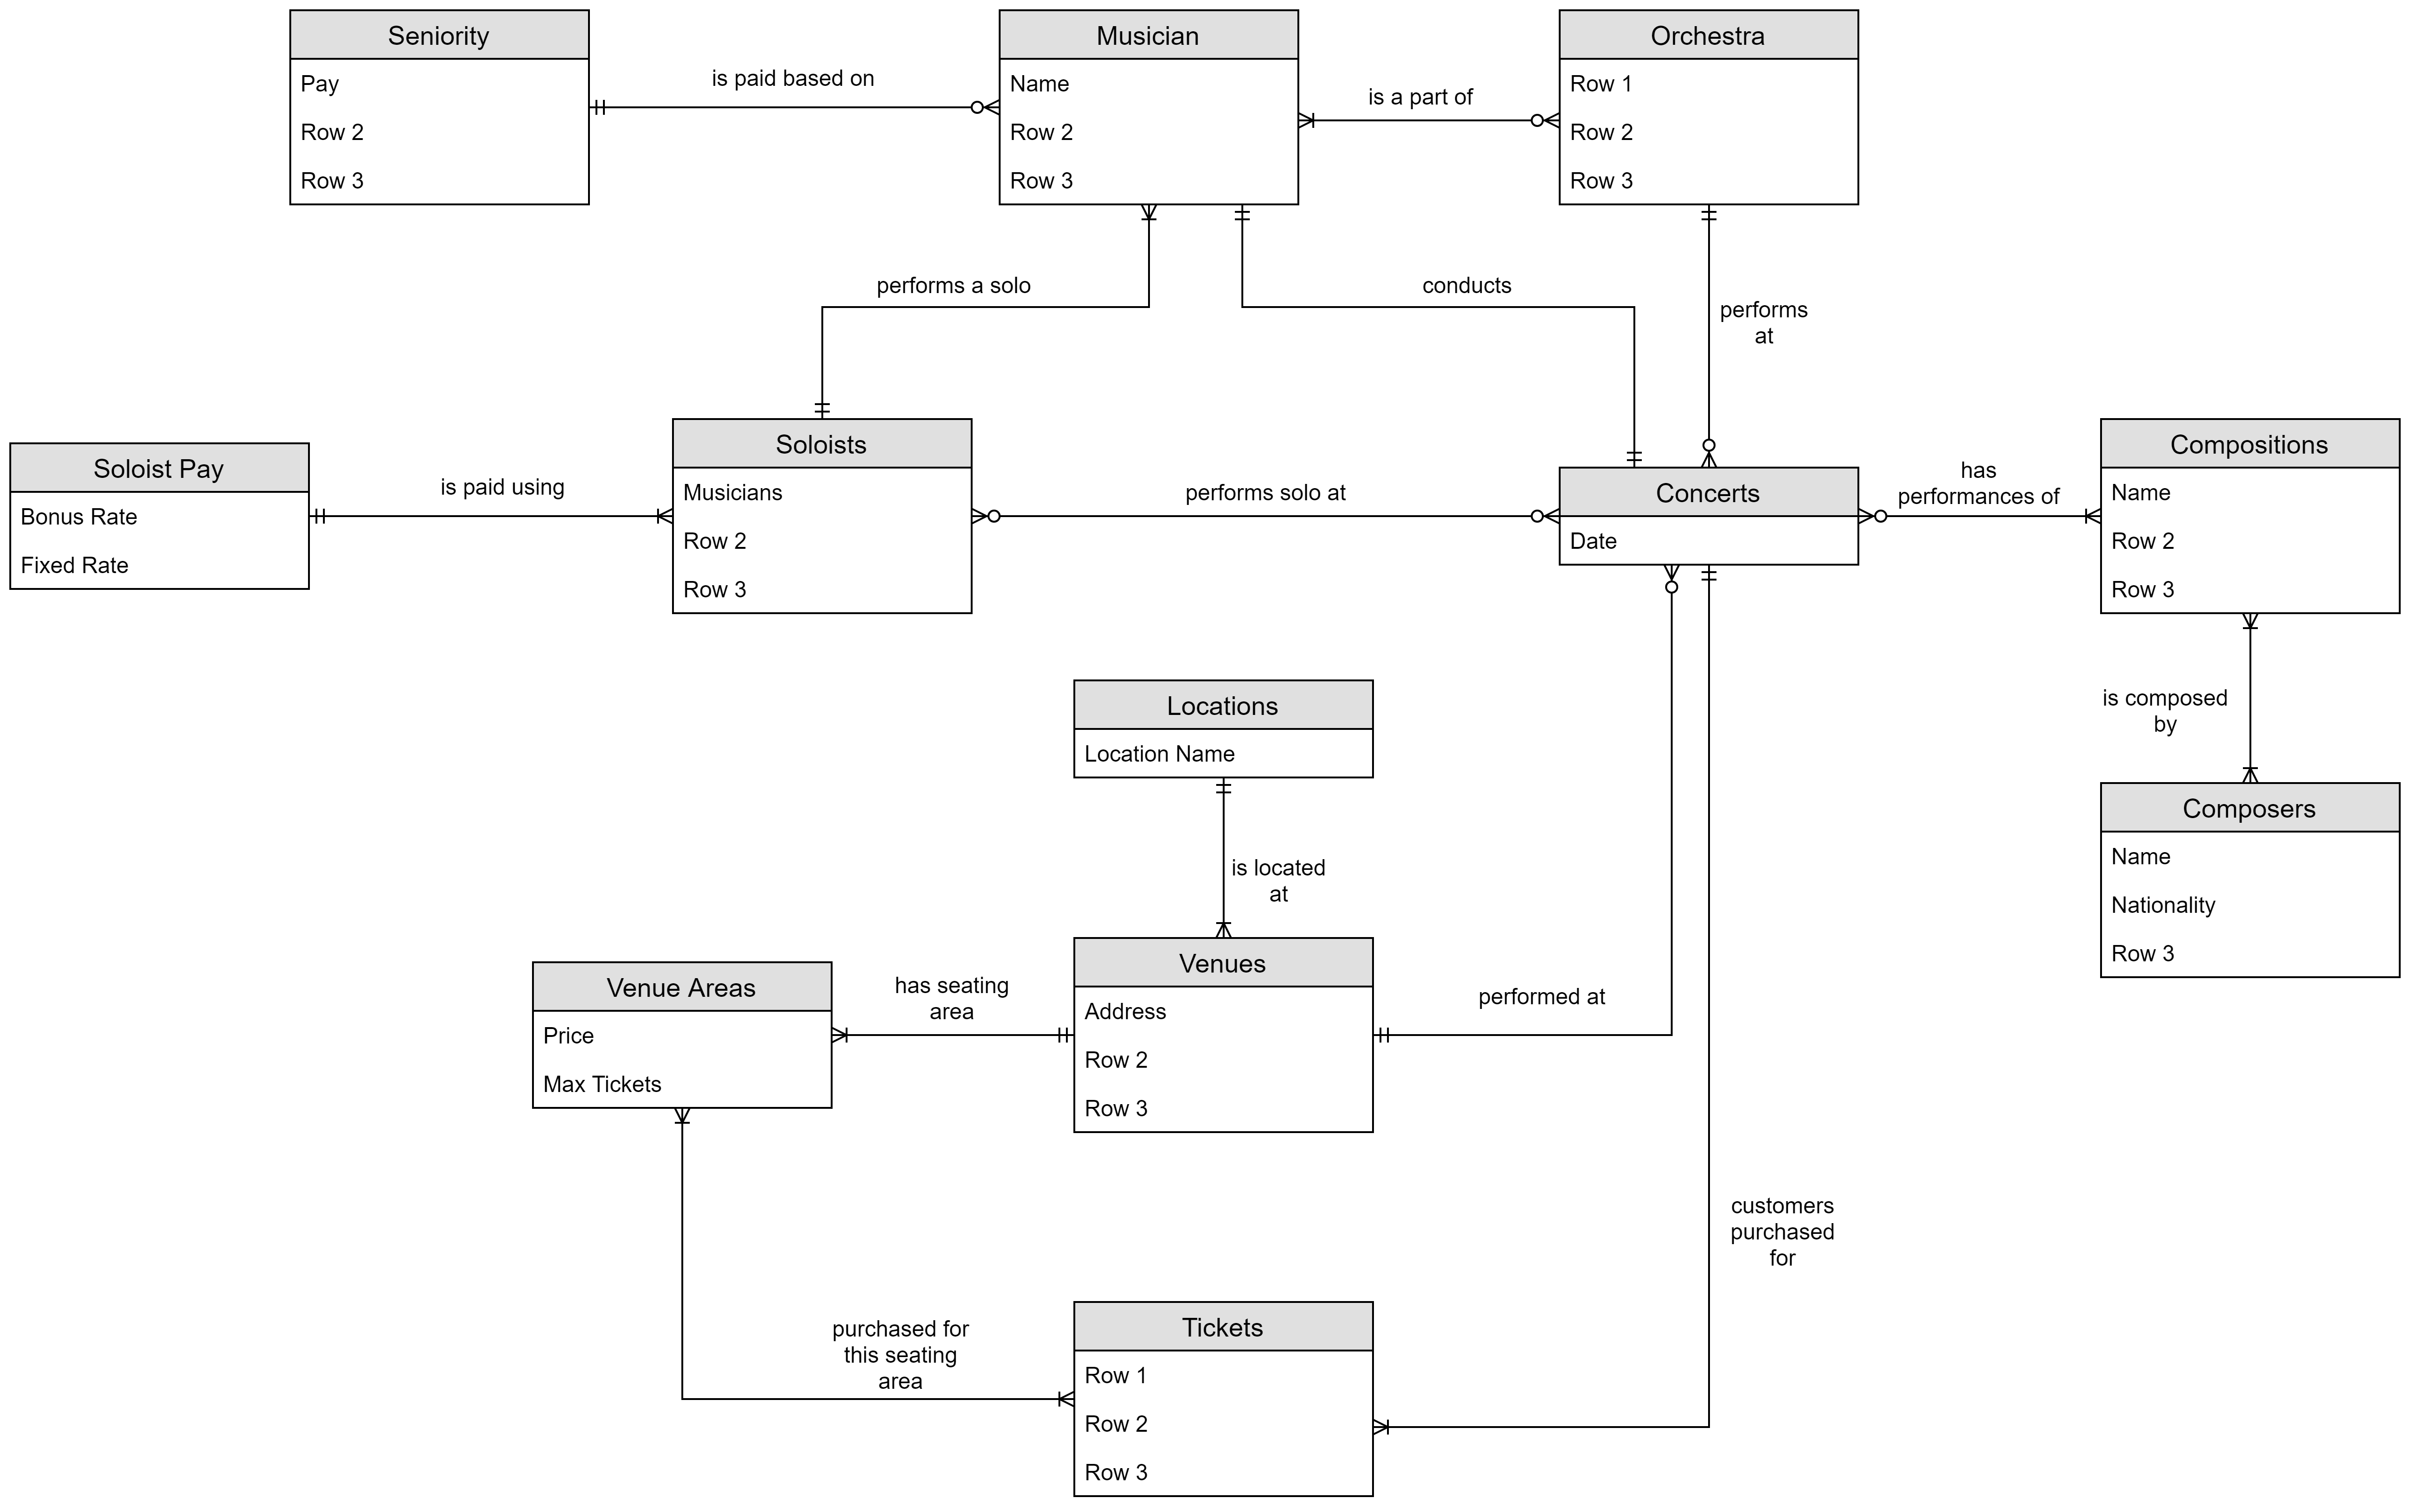 Seniority
Pay
Row 2
Row 3
is paid based on
Musician
Name
Row 2
Row 3
is a part of
Orchestra
Row 1
Row 2
Row 3
performs a solo
conducts
performs
at
Soloist Pay
Bonus Rate
Fixed Rate
is paid using
Soloists
Musicians
Row 2
Row 3
performs solo at
Concerts
Date
has
performances of
Compositions
Name
Row 2
Row 3
is composed
by
Composers
Name
Nationality
Row 3
Locations
Location Name
is located
at
Venue Areas
Price
Max Tickets
has seating
area
Venues
Address
Row 2
Row 3
performed at
customers
purchased
for
purchased for
this seating
area
Tickets
Row 1
Row 2
Row 3